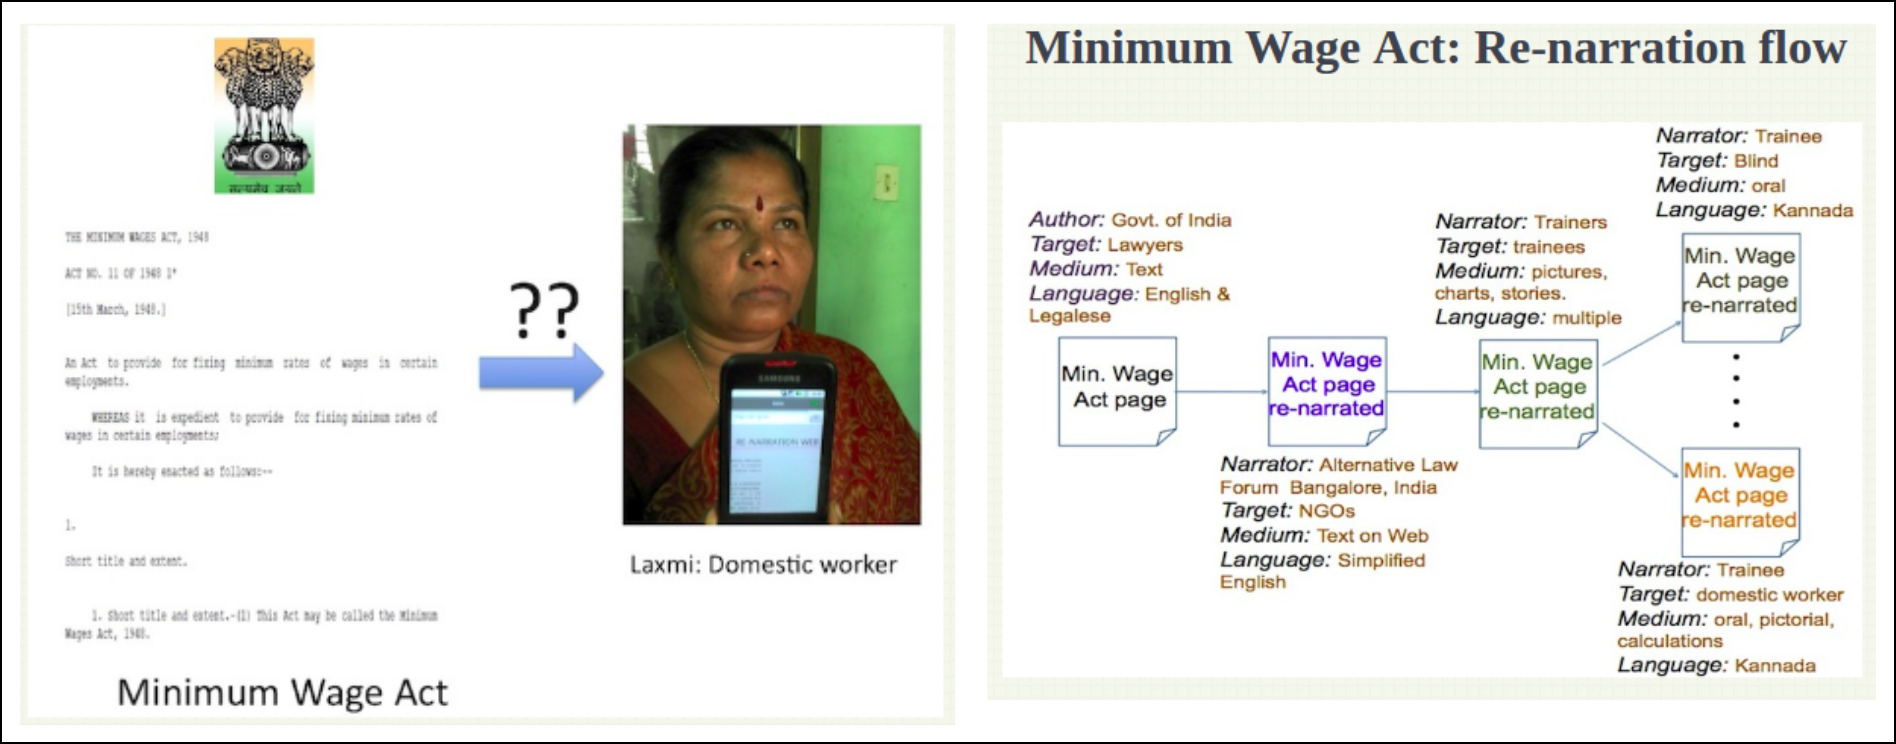 सत्यमेव जयते
THE MINIMUM WAGES ACT, 1948
ACT NO. 11 OF 1948 1*
[15th March, 1948.]
An Act to provide for fixing minimum rates of wages in certain
employments.
WHEREAS it is expedient to provide for fixing minimum rates of
wages in certain employments;
It is hereby enacted as follows:--
1.
Short title and extent.
1. Short title and extent.-(1) This Act may be called the Minimum
Wages Act, 1948.
Minimum Wage Act
??
SAMSUNG
RE-NARRATION WEB
Laxmi: Domestic worker
Minimum Wage Act: Re-narration flow
Author: Govt. of India
Target: Lawyers
Medium: Text
Language: English &
Legalese
Min. Wage
Act page
Min. Wage
Act page
re-narrated
Narrator: Alternative Law
Forum Bangalore, India
Target: NGOs
Medium: Text on Web
Language: Simplified
English
Narrator: Trainers
Target: trainees
Medium: pictures,
charts, stories.
Language: multiple
Min. Wage
Act page
re-narrated
Narrator: Trainee
Target: Blind
Medium: oral
Language: Kannada
Min. Wage
Act page
re-narrated
Min. Wage
Act page
re-narrated
Narrator: Trainee
Target: domestic worker
Medium: oral, pictorial,
calculations
Language: Kannada